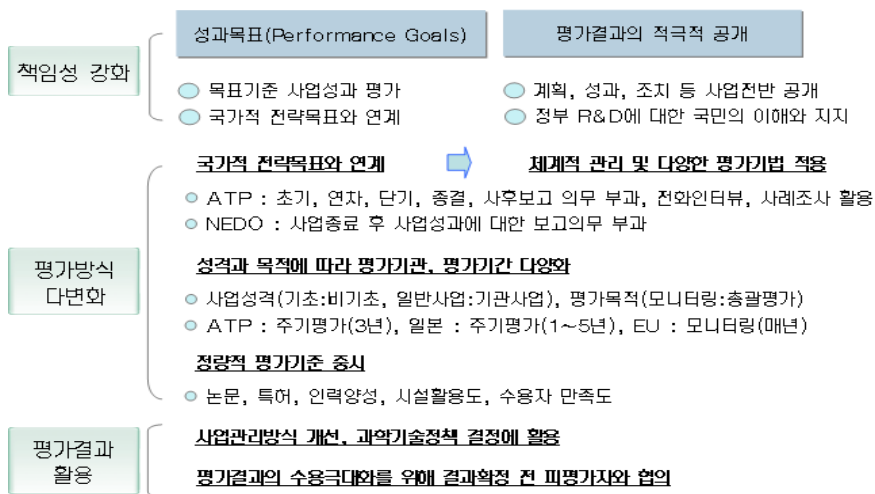 책임성 강화
성과목표(Performance Goals)
평가결과의 적극적 공개
목표기준 사업성과 평가
국가적 전략목표와 연계
계획, 성과, 조치 등 사업전반 공개
정부 R&D에 대한 국민의 이해와 지지
평가방식
다변화
국가적 전략목표와 연계
체계적 관리 및 다양한 평가기법 적용
ATP : 초기, 연차, 단기, 종결, 사후보고 의무 부과, 전화인터뷰, 사례조사 활용
NEDO : 사업종료 후 사업성과에 대한 보고의무 부과
성격과 목적에 따라 평가기관, 평가기간 다양화
사업성격(기초:비기초, 일반사업:기관사업), 평가목적(모니터링:총괄평가)
ATP : 주기평가(3년), 일본 : 주기평가(1~5년), EU : 모니터링(매년)
정량적 평가기준 중시
논문, 특허, 인력양성, 시설활용도, 수용자 만족도
평가결과
활용
사업관리방식 개선, 과학기술정책 결정에 활용
평가결과의 수용극대화를 위해 결과확정 전 피평가자와 협의